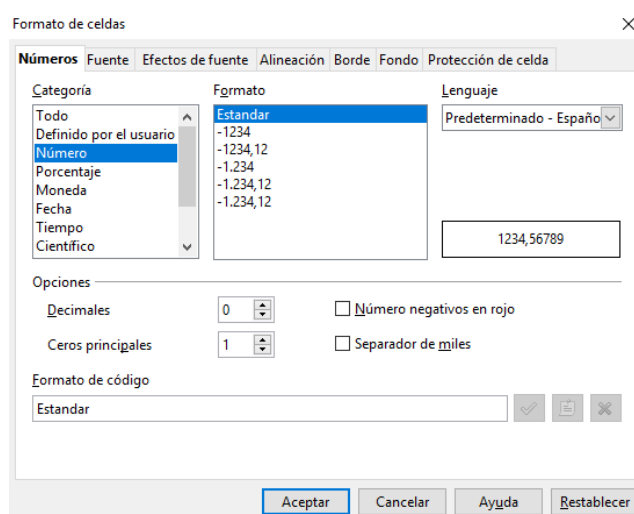 Formato de celdas
Números Fuente Efectos de fuente Alineación Borde Fondo Protección de celda
Categoría Formato Lenguaje
Todo Estandar Predeterminado - Españo
Definido por el usuario -1234
Número -1234,12
Porcentaje -1.234
Moneda -1.234,12
Fecha -1.234,12
Tiempo
Científico 1234,56789
Opciones
Decimales 0 Número negativos en rojo
Ceros principales 1 Separador de miles
Formato de código
Estandar
Aceptar Cancelar Ayuda Restablecer